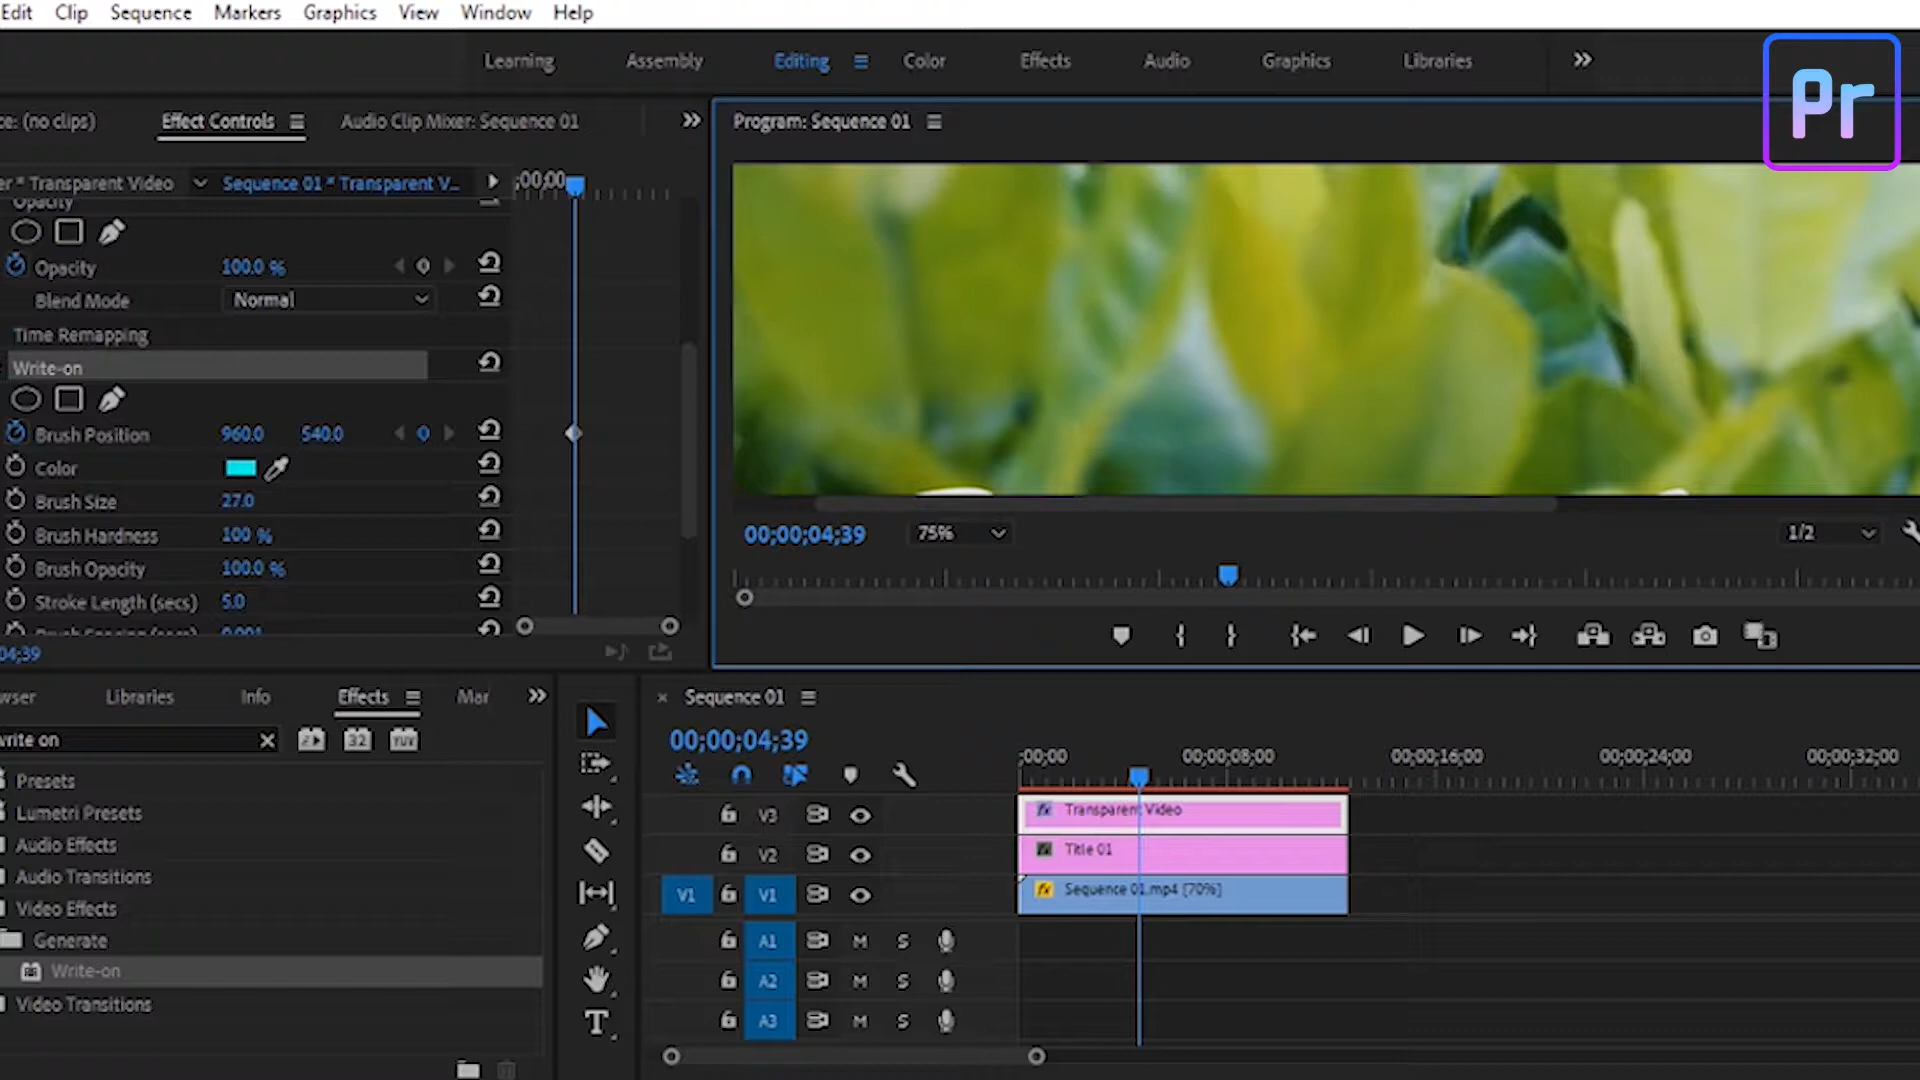 Edit Clip Sequence Markers Graphics View Window Help
Learning Assembly Editing Color Effects Audio Graphics Libraries
Pr
(no clips) Effect Controls Audio Clip Mixer: Sequence 01
Program: Sequence 01
* Transparent Video Sequence 01 * Transparent V... ;00;00
Opacity
Opacity 100.0 %
Blend Mode Normal
Time Remapping
Write-on
Brush Position 960.0 540.0
Color
Brush Size 27.0
Brush Hardness 100 %
Brush Opacity 100.0 %
Stroke Length (secs) 5.0
Brush Spacing (secs) 0.001
04;39
00;00;04;39 75% 1/2
Libraries Info Effects Mar
write on 32 YUV
Presets
Lumetri Presets
Audio Effects
Audio Transitions
Video Effects
Generate
Write-on
Video Transitions
T
× Sequence 01
00;00;04;39
;00;00 00;00;08;00 00;00;16;00 00;00;24;00 00;00;32;00
V3 fx Transparent Video
V2 fx Title 01
V1 V1 fx Sequence 01.mp4 [70%]
A1 M S
A2 M S
A3 M S